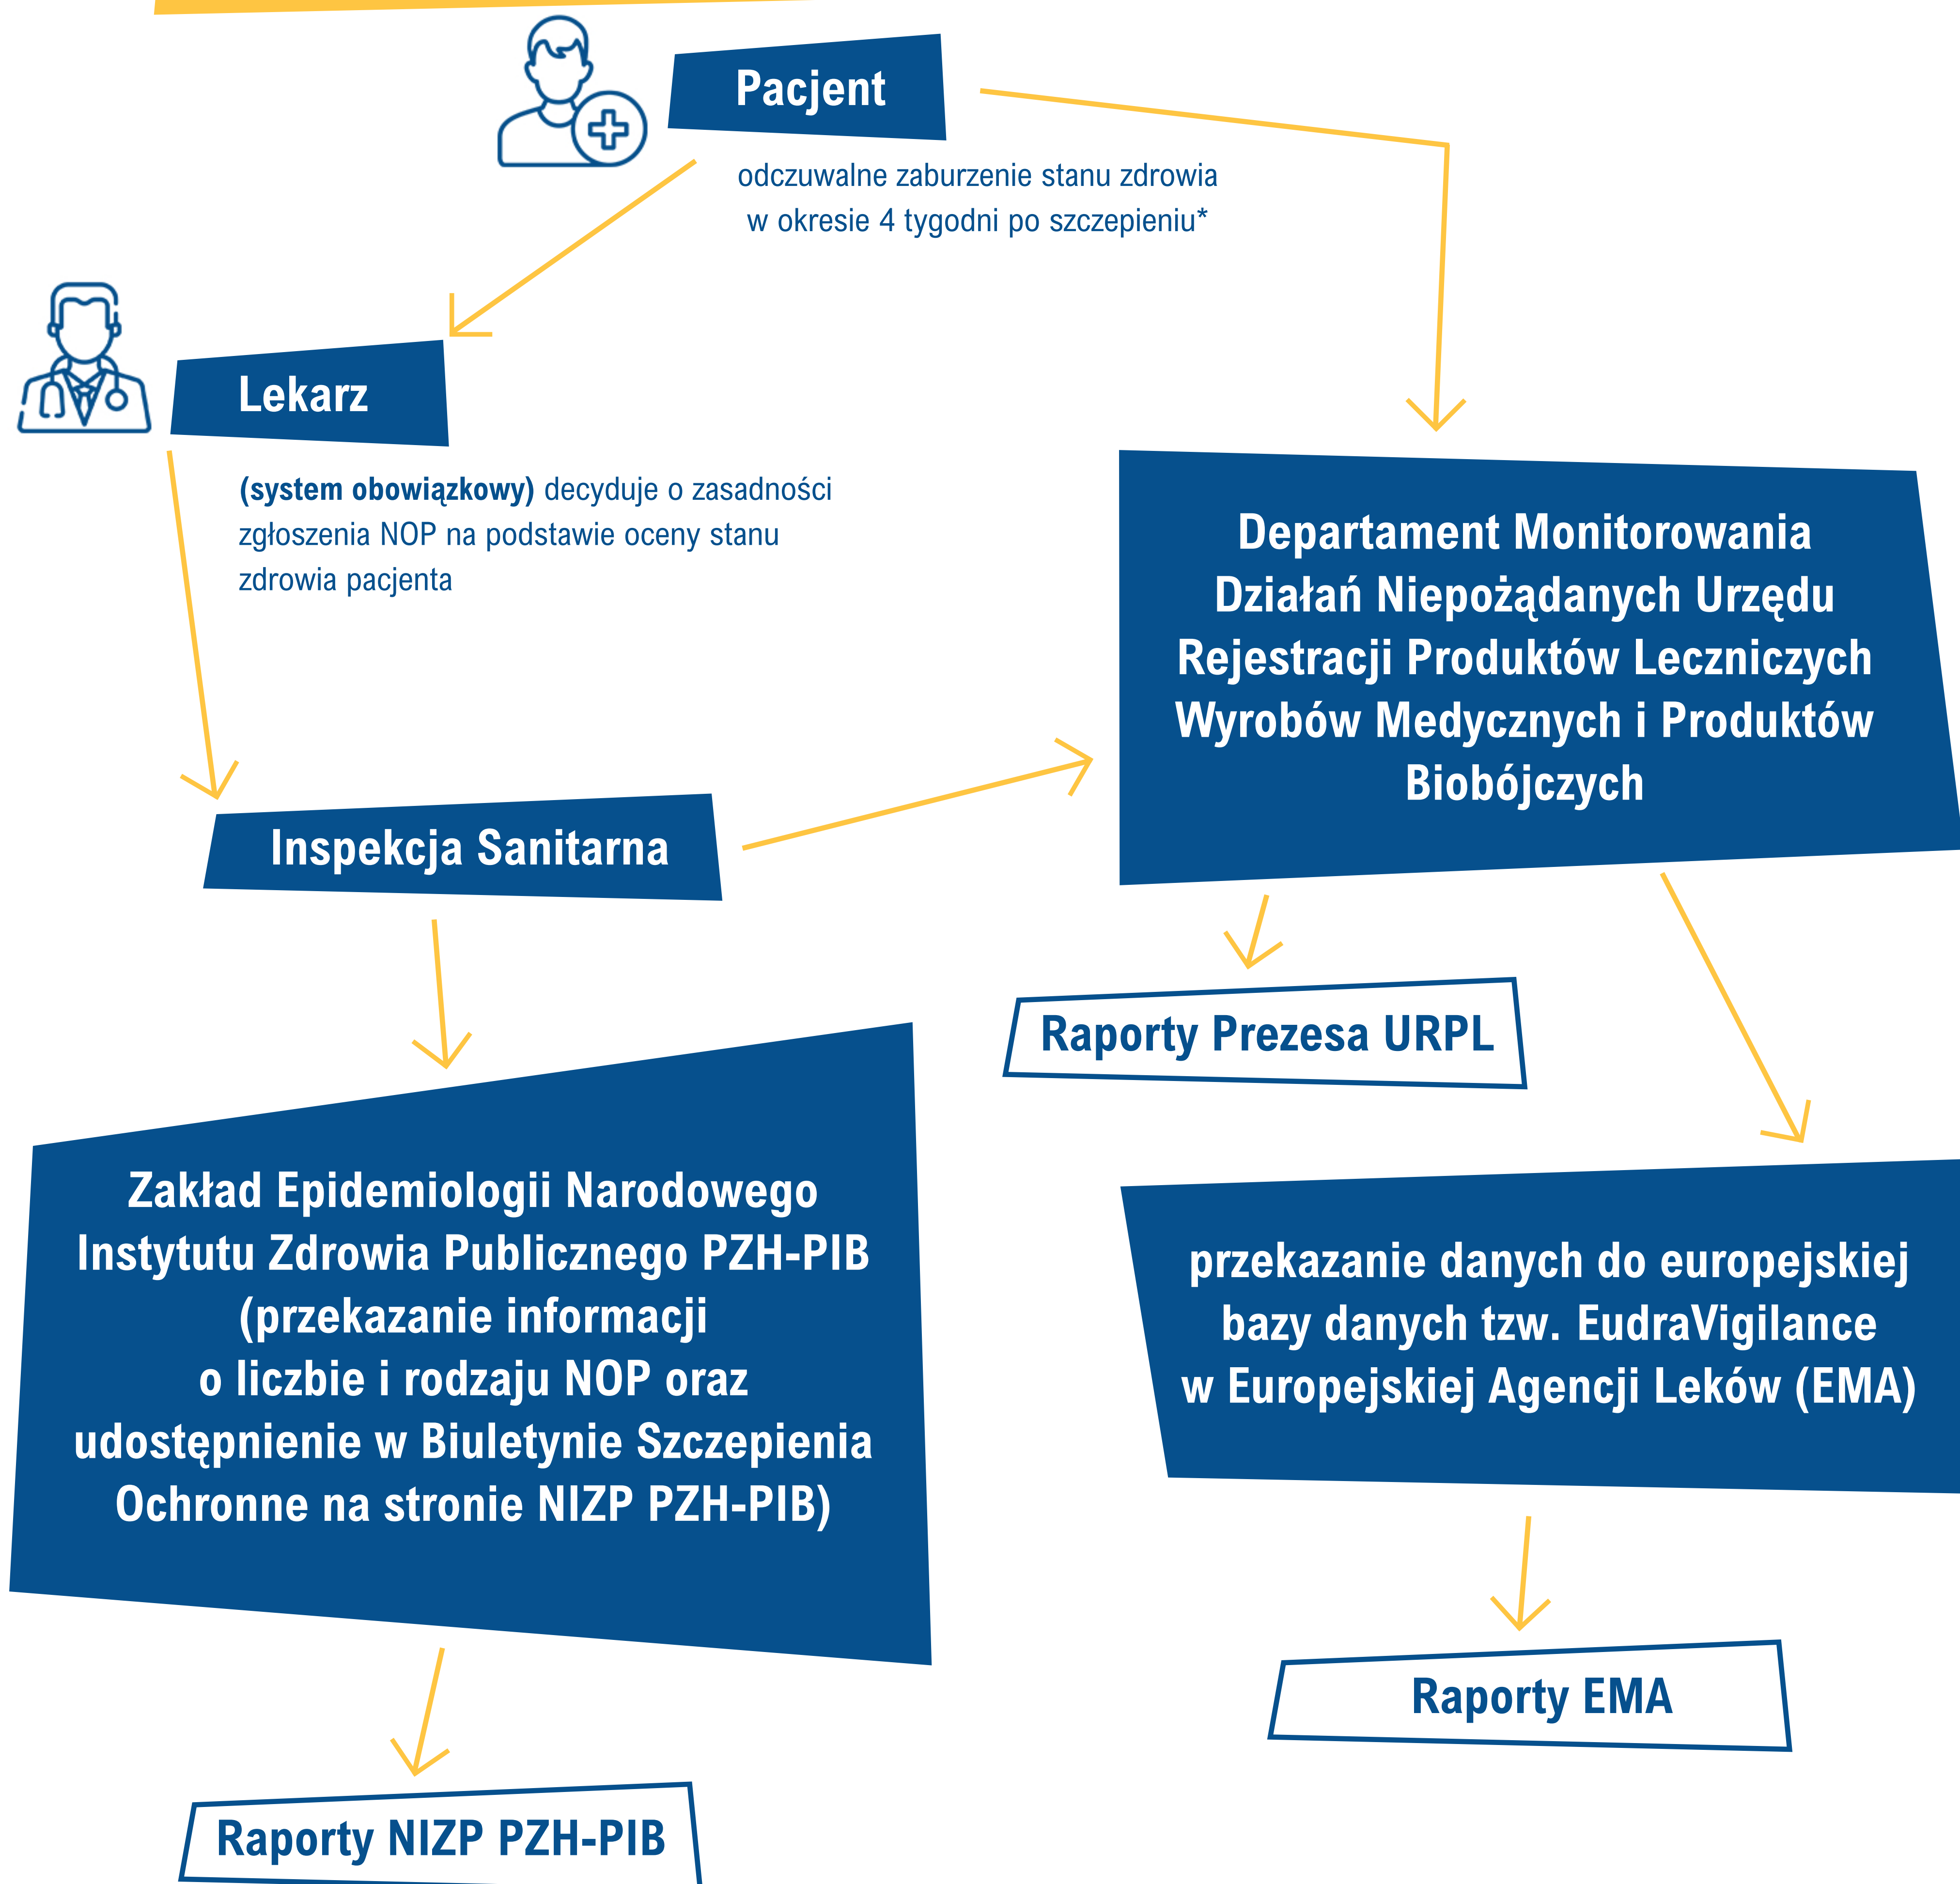 Pacjent
odczuwalne zaburzenie stanu zdrowia
w okresie 4 tygodni po szczepieniu*
Lekarz
(system obowiązkowy) decyduje o zasadności
zgłoszenia NOP na podstawie oceny stanu
zdrowia pacjenta
Departament Monitorowania
Działań Niepożądanych Urzędu
Rejestracji Produktów Leczniczych
Wyrobów Medycznych i Produktów
Biobójczych
Inspekcja Sanitarna
Raporty Prezesa URPL
Zakład Epidemiologii Narodowego
Instytutu Zdrowia Publicznego PZH-PIB
(przekazanie informacji
o liczbie i rodzaju NOP oraz
udostępnienie w Biuletynie Szczepienia
Ochronne na stronie NIZP PZH-PIB)
przekazanie danych do europejskiej
bazy danych tzw. EudraVigilance
w Europejskiej Agencji Leków (EMA)
Raporty EMA
Raporty NIZP PZH-PIB